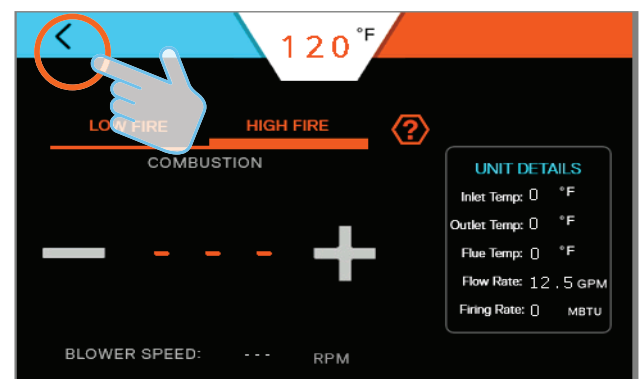 120 °F
LOW FIRE HIGH FIRE ?
COMBUSTION
UNIT DETAILS
Inlet Temp: 0 °F
Outlet Temp: 0 °F
Flue Temp: 0 °F
Flow Rate: 12.5 GPM
Firing Rate: 0 MBTU
- - -
BLOWER SPEED: --- RPM